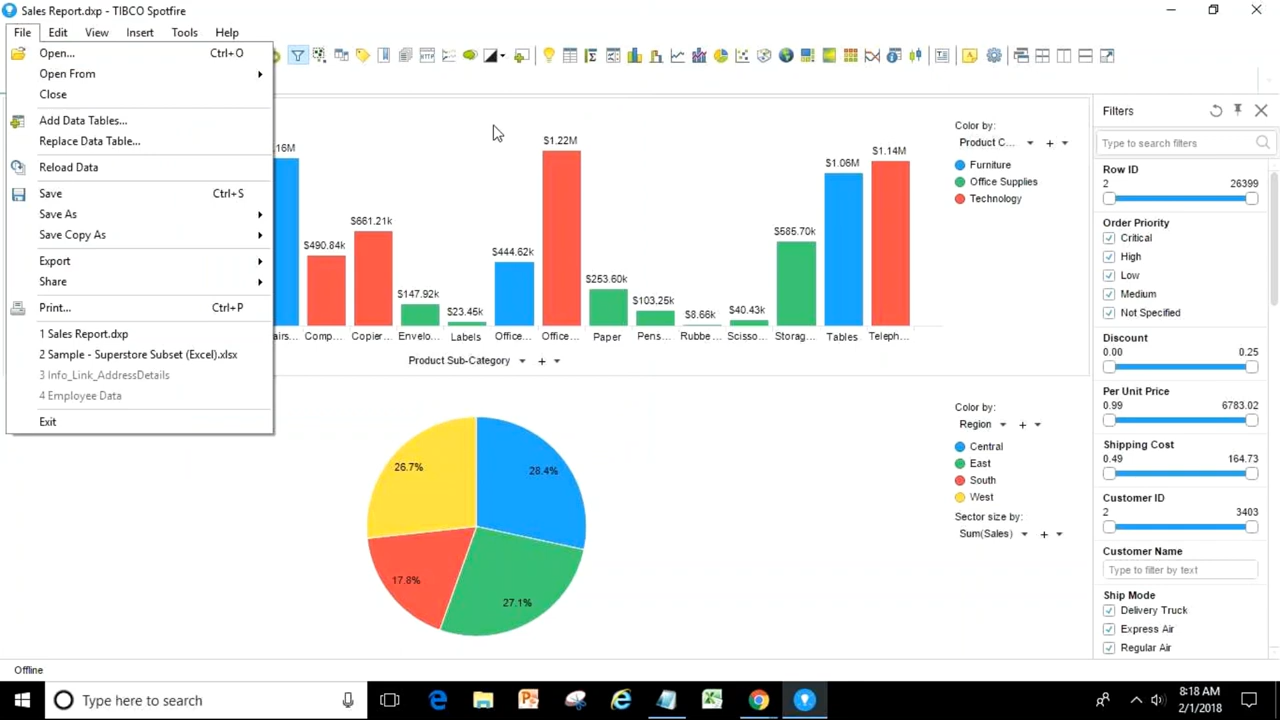 Sales Report.dxp - TIBCO Spotfire
File Edit View Insert Tools Help
Open... Ctrl+O
Open From
Close
Add Data Tables...
Replace Data Table...
Reload Data
Save Ctrl+S
Save As
Save Copy As
Export
Share
Print... Ctrl+P
1 Sales Report.dxp
2 Sample - Superstore Subset (Excel).xlsx
3 Info_Link_AddressDetails
4 Employee Data
Exit
$490.84k
$661.21k
$147.92k
$23.45k
$444.62k
$1.22M
$253.60k
$103.25k
$8.66k
$40.43k
$585.70k
$1.06M
$1.14M
Comp... Copier... Envelo... Labels Office... Office... Paper Pens... Rubbe... Scisso... Storag... Tables Teleph...
Product Sub-Category
Color by:
Product C...
Furniture
Office Supplies
Technology
26.7%
28.4%
17.8%
27.1%
Color by:
Region
Central
East
South
West
Sector size by:
Sum(Sales)
Filters
Type to search filters
Row ID
2 26399
Order Priority
Critical
High
Low
Medium
Not Specified
Discount
0.00 0.25
Per Unit Price
0.99 6783.02
Shipping Cost
0.49 164.73
Customer ID
2 3403
Customer Name
Type to filter by text
Ship Mode
Delivery Truck
Express Air
Regular Air
Offline
Type here to search
8:18 AM
2/1/2018